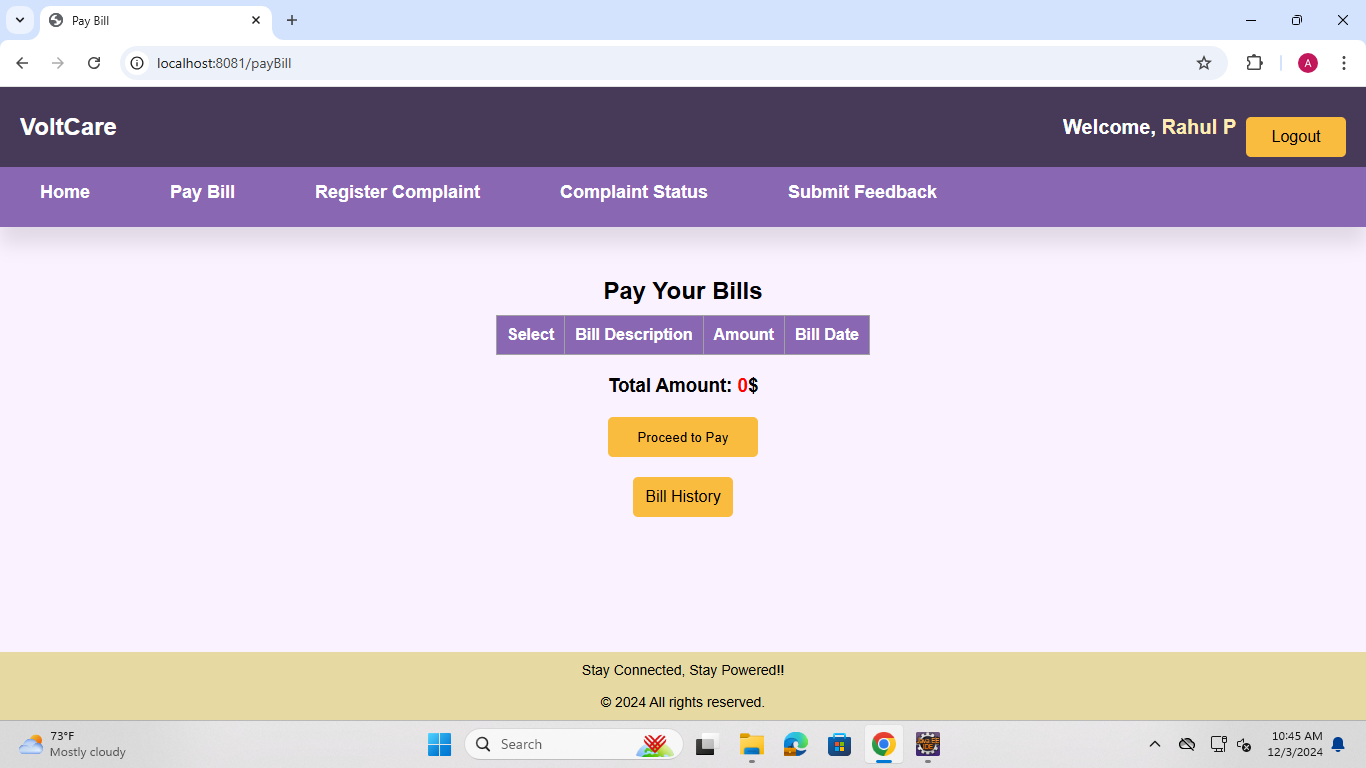 Pay Bill
localhost:8081/payBill
A
VoltCare
Welcome, Rahul P
Logout
Home Pay Bill Register Complaint Complaint Status Submit Feedback
Pay Your Bills
Select Bill Description Amount Bill Date
Total Amount: 0$
Proceed to Pay
Bill History
Stay Connected, Stay Powered!!
© 2024 All rights reserved.
73°F
Mostly cloudy
Search
10:45 AM
12/3/2024